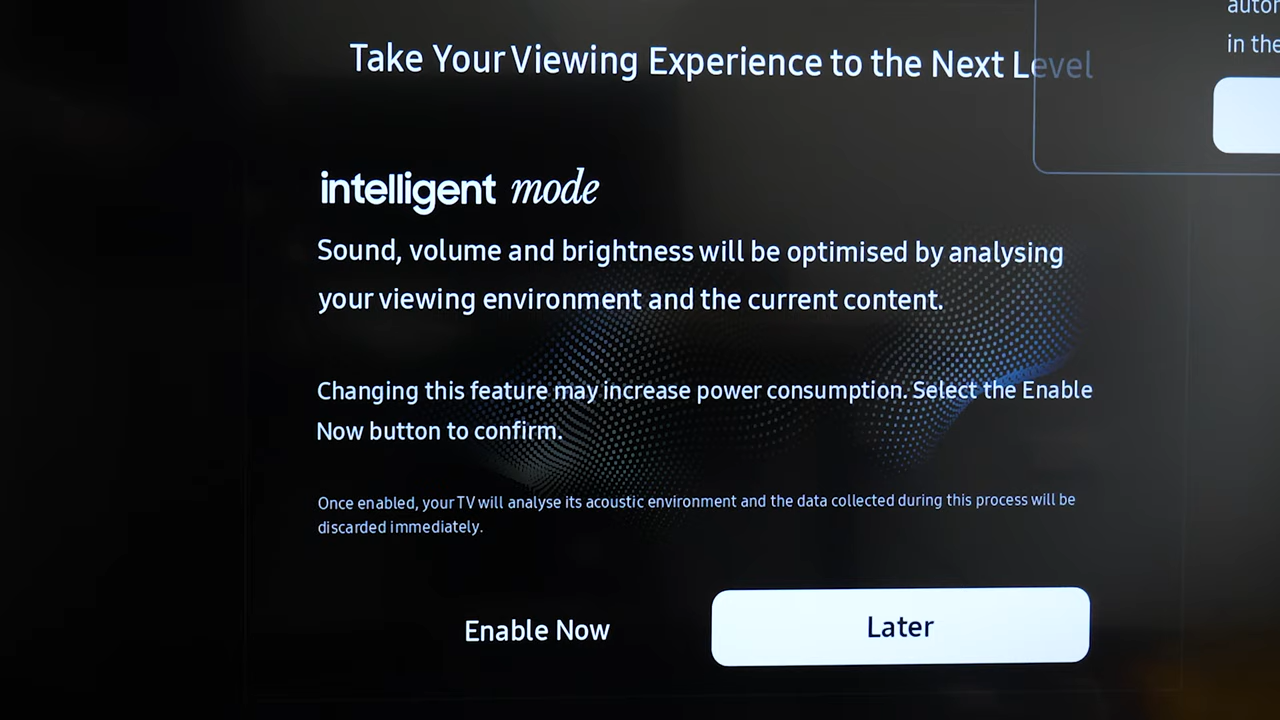 Take Your Viewing Experience to the Next Level
intelligent mode
Sound, volume and brightness will be optimised by analysing
your viewing environment and the current content.
Changing this feature may increase power consumption. Select the Enable
Now button to confirm.
Once enabled, your TV will analyse its acoustic environment and the data collected during this process will be
discarded immediately.
Enable Now
Later
in the